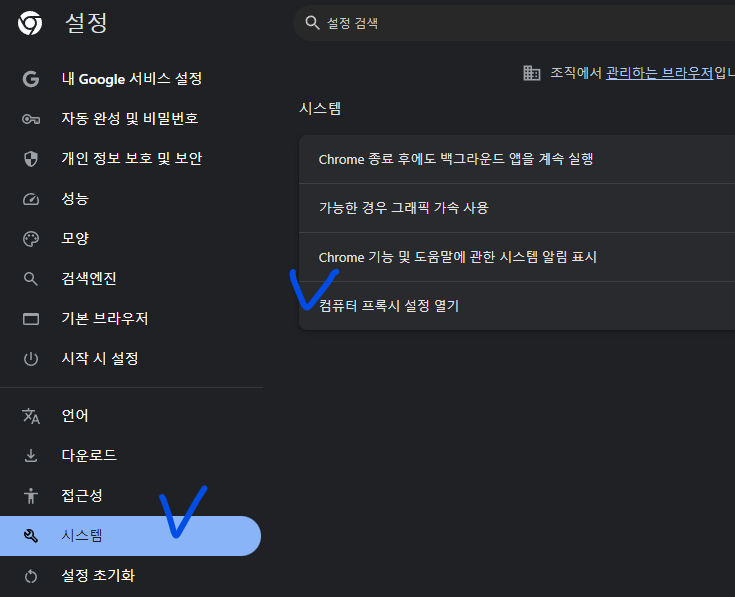 설정
설정 검색
내 Google 서비스 설정
자동 완성 및 비밀번호
개인 정보 보호 및 보안
성능
모양
검색엔진
기본 브라우저
시작 시 설정
언어
다운로드
접근성
시스템
설정 초기화
조직에서 관리하는 브라우저입니
시스템
Chrome 종료 후에도 백그라운드 앱을 계속 실행
가능한 경우 그래픽 가속 사용
Chrome 기능 및 도움말에 관한 시스템 알림 표시
컴퓨터 프록시 설정 열기